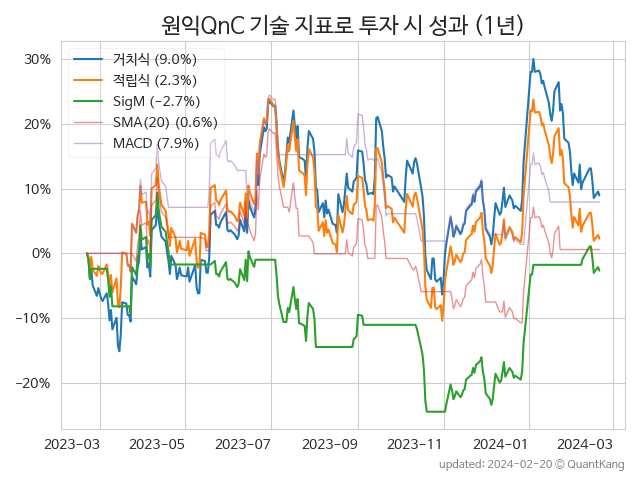 원익QnC 기술 지표로 투자 시 성과 (1년)
30%
20%
10%
0%
−10%
−20%
거치식 (9.0%)
적립식 (2.3%)
SigM (−2.7%)
SMA(20) (0.6%)
MACD (7.9%)
2023-03 2023-05 2023-07 2023-09 2023-11 2024-01 2024-03
updated: 2024-02-20 © QuantKang